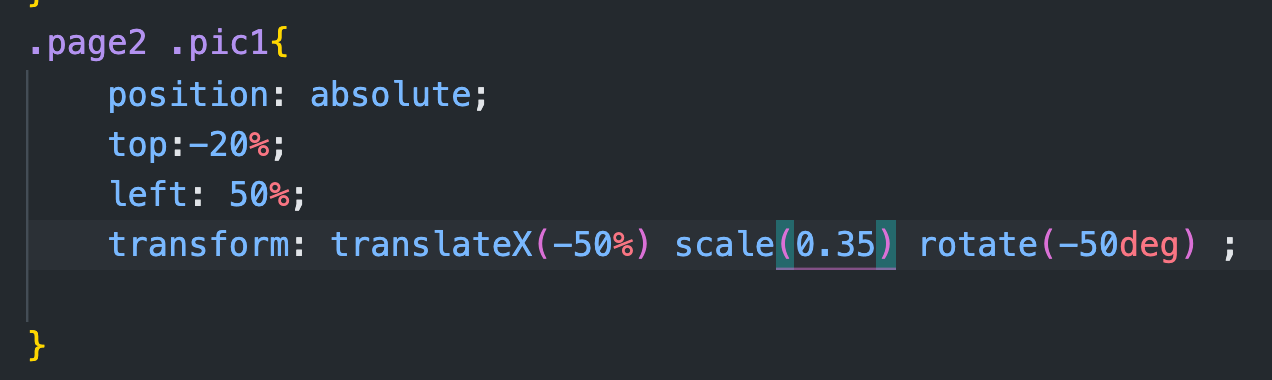 }
.page2 .pic1{
position: absolute;
top:-20%;
left: 50%;
transform: translateX(-50%) scale(0.35) rotate(-50deg) ;
}